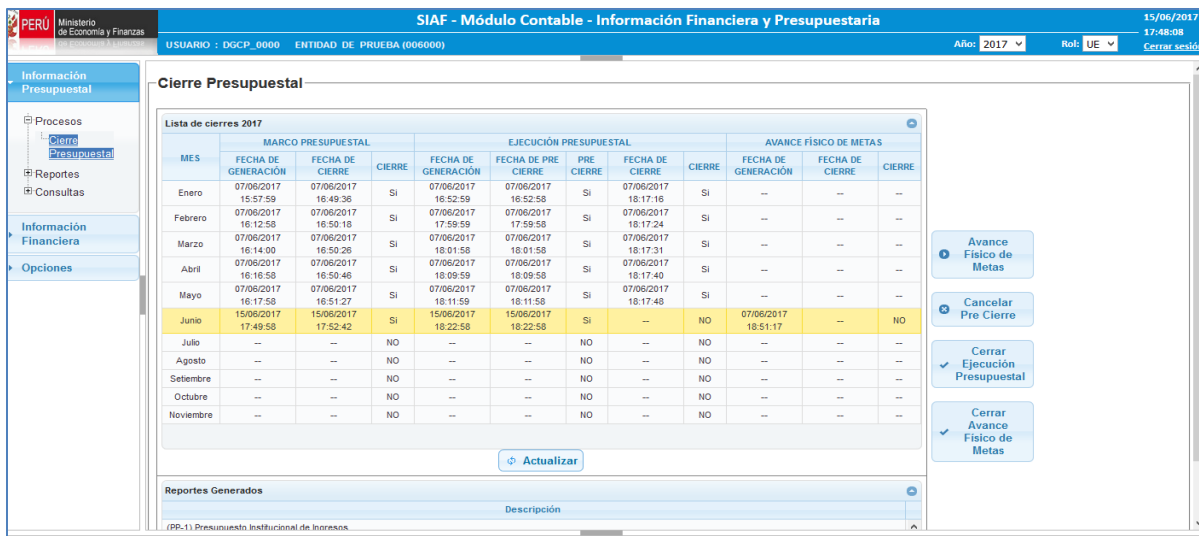 PERÚ Ministerio de Economía y Finanzas
SIAF - Módulo Contable - Información Financiera y Presupuestaria
15/06/2017
17:48:08
USUARIO : DGCP_0000 ENTIDAD DE PRUEBA (006000)
Año: 2017 Rol: UE
Cerrar sesión
Información Presupuestal
Procesos
Cierre Presupuestal
Reportes
Consultas
Información Financiera
Opciones
Cierre Presupuestal
Lista de cierres 2017
MES MARCO PRESUPUESTAL EJECUCIÓN PRESUPUESTAL AVANCE FÍSICO DE METAS
FECHA DE GENERACIÓN FECHA DE CIERRE CIERRE FECHA DE GENERACIÓN FECHA DE PRE CIERRE PRE CIERRE FECHA DE CIERRE CIERRE FECHA DE GENERACIÓN FECHA DE CIERRE CIERRE
Enero 07/06/2017 15:57:59 07/06/2017 16:49:36 Si 07/06/2017 16:52:59 07/06/2017 16:52:58 Si 07/06/2017 18:17:16 Si -- -- --
Febrero 07/06/2017 16:12:58 07/06/2017 16:50:18 Si 07/06/2017 17:59:59 07/06/2017 17:59:58 Si 07/06/2017 18:17:24 Si -- -- --
Marzo 07/06/2017 16:14:00 07/06/2017 16:50:26 Si 07/06/2017 18:01:58 07/06/2017 18:01:58 Si 07/06/2017 18:17:31 Si -- -- --
Abril 07/06/2017 16:16:58 07/06/2017 16:50:46 Si 07/06/2017 18:09:59 07/06/2017 18:09:58 Si 07/06/2017 18:17:40 Si -- -- --
Mayo 07/06/2017 16:17:58 07/06/2017 16:51:27 Si 07/06/2017 18:11:59 07/06/2017 18:11:58 Si 07/06/2017 18:17:48 Si -- -- --
Junio 15/06/2017 17:49:58 15/06/2017 17:52:42 Si 15/06/2017 18:22:58 15/06/2017 18:22:58 Si -- NO 07/06/2017 18:51:17 -- NO
Julio -- -- NO -- -- NO -- NO -- -- --
Agosto -- -- NO -- -- NO -- NO -- -- --
Setiembre -- -- NO -- -- NO -- NO -- -- --
Octubre -- -- NO -- -- NO -- NO -- -- --
Noviembre -- -- NO -- -- NO -- NO -- -- --
Actualizar
Avance Físico de Metas
Cancelar Pre Cierre
Cerrar Ejecución Presupuestal
Cerrar Avance Físico de Metas
Reportes Generados
Descripción
(PP-1) Presupuesto Institucional de Ingresos